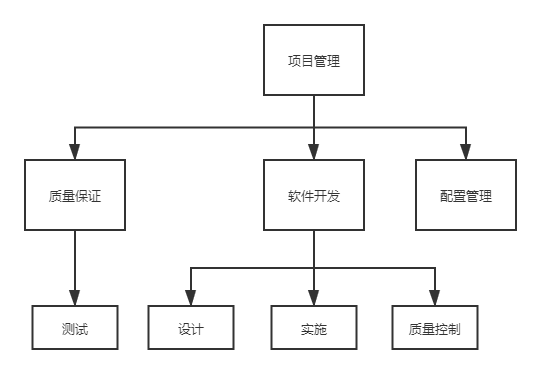 项目管理
质量保证
软件开发
配置管理
测试
设计
实施
质量控制